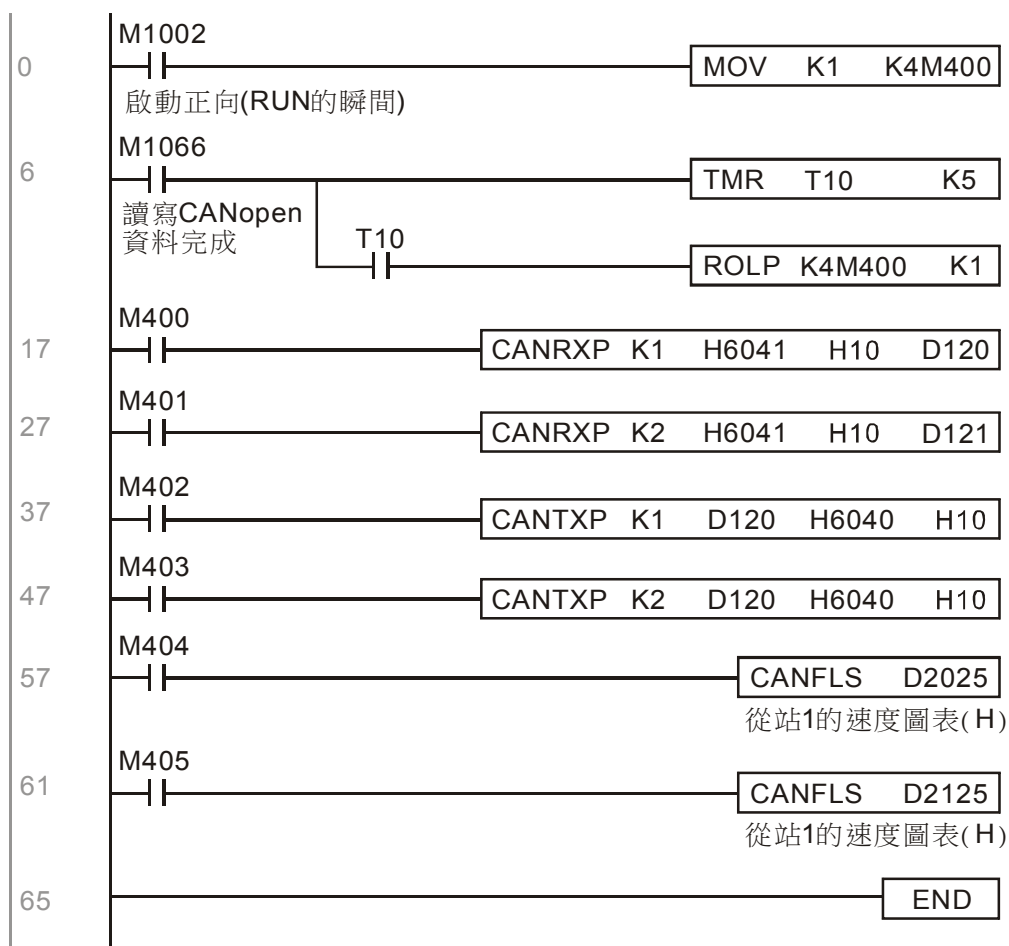 M1002
0 MOV K1 K4M400
啟動正向(RUN的瞬間)
M1066
6 TMR T10 K5
讀寫CANopen
資料完成
T10
ROLP K4M400 K1
M400
17 CANRXP K1 H6041 H10 D120
M401
27 CANRXP K2 H6041 H10 D121
M402
37 CANTXP K1 D120 H6040 H10
M403
47 CANTXP K2 D120 H6040 H10
M404
57 CANFLS D2025
從站1的速度圖表(H)
M405
61 CANFLS D2125
從站1的速度圖表(H)
65 END